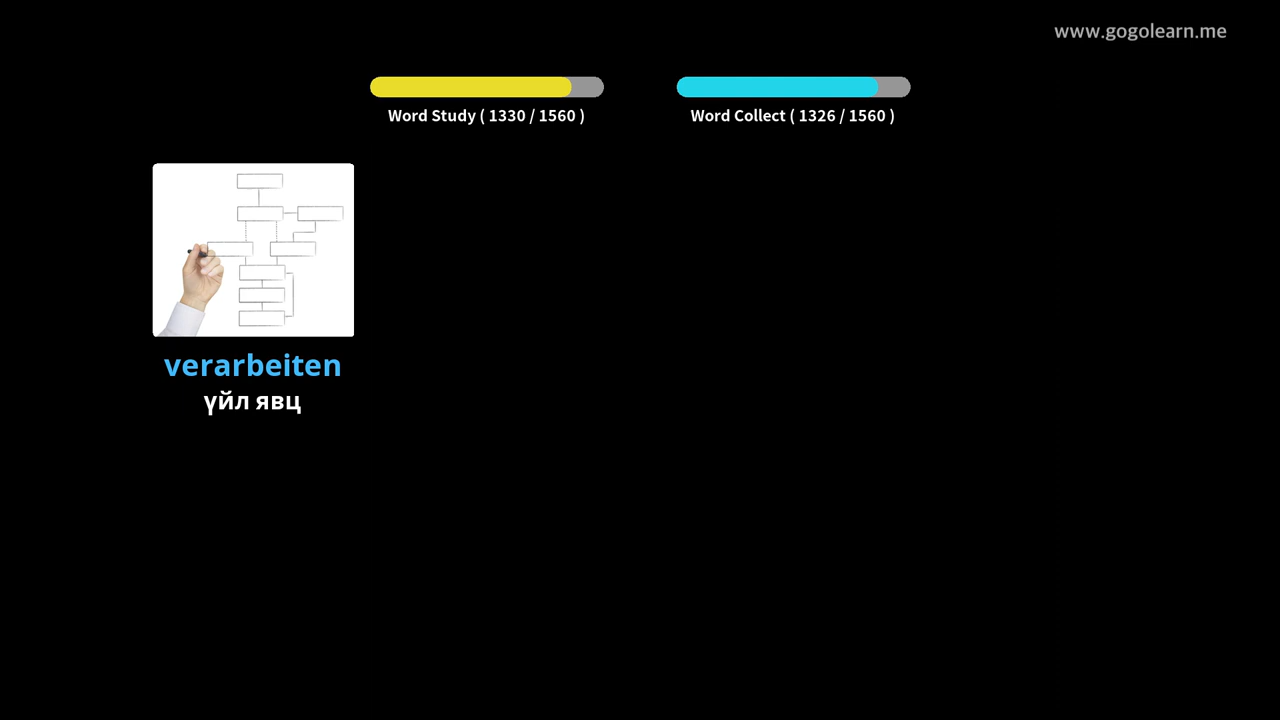 www.gogolearn.me
Word Study ( 1330 / 1560 )
Word Collect ( 1326 / 1560 )
verarbeiten
үйл явц